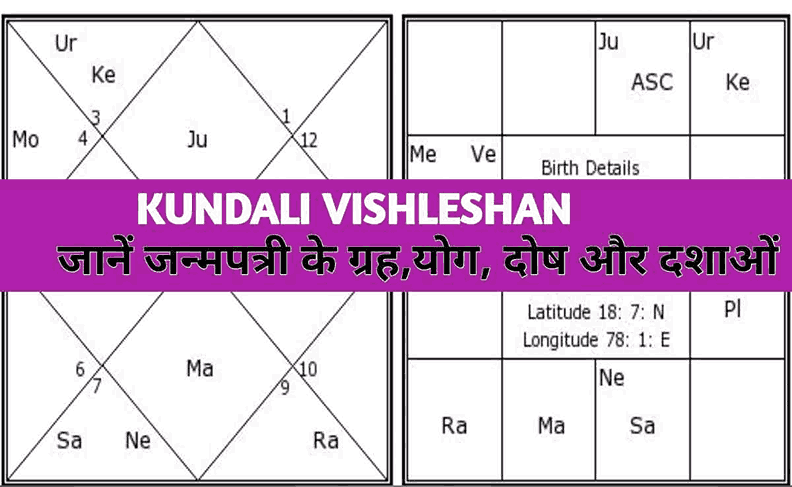 Ur
Ke
3
1
Mo
4
Ju
12
6
7
Ma
10
9
Sa
Ne
Ra
Ju
Ur
ASC
Ke
Me
Ve
Birth Details
KUNDALI VISHLESHAN
जानें जन्मपत्री के ग्रह,योग, दोष और दशाओं
Latitude 18: 7: N
Longitude 78: 1: E
Pl
Ne
Ra
Ma
Sa